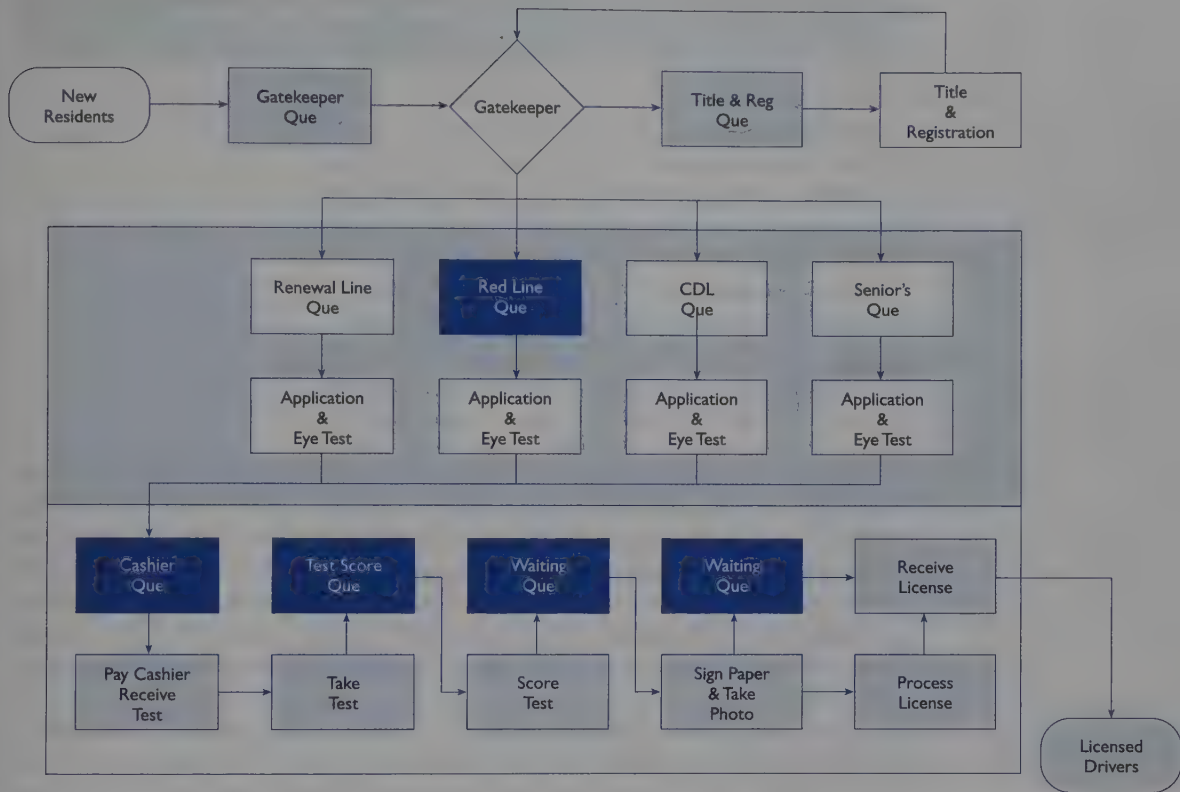 New
Residents
Gatekeeper
Que
Gatekeeper
Title & Reg
Que
Title
&
Registration
Renewal Line
Que
Red Line
Que
CDL
Que
Senior's
Que
Application
&
Eye Test
Application
&
Eye Test
Application
&
Eye Test
Application
&
Eye Test
Cashier
Que
Test Score
Que
Waiting
Que
Waiting
Que
Receive
License
Pay Cashier
Receive
Test
Take
Test
Score
Test
Sign Paper
& Take
Photo
Process
License
Licensed
Drivers